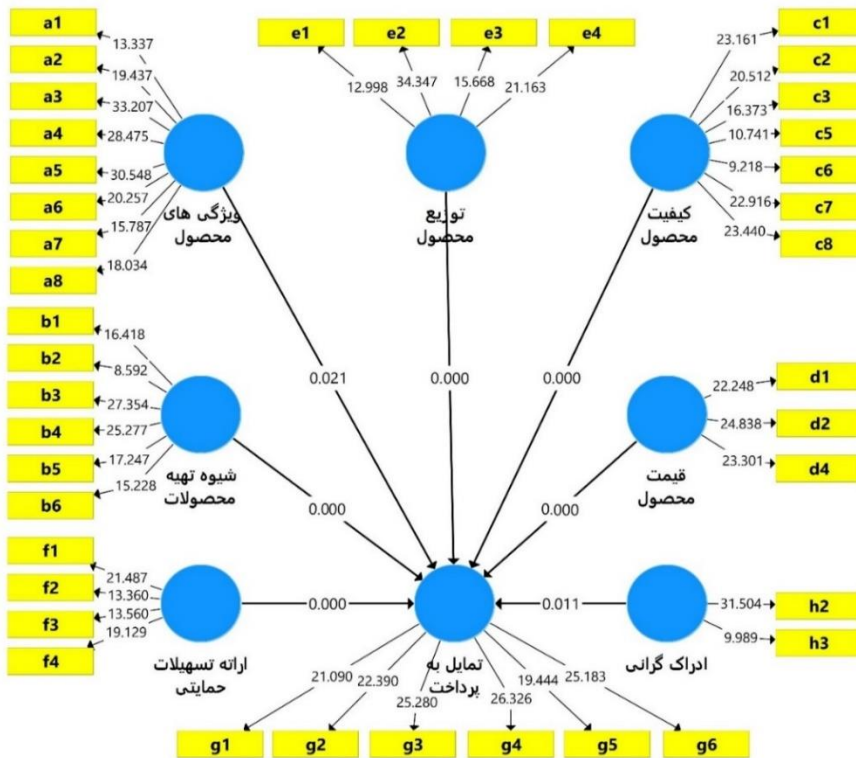 a1
a2
a3
a4
a5
a6
a7
a8
13.337
19.437
33.207
28.475
30.548
20.257
15.787
18.034
ویژگی های
محصول
e1
e2
e3
e4
12.998
34.347
15.668
21.163
توزیع
محصول
c1
c2
c3
c5
c6
c7
c8
23.161
20.512
16.373
10.741
9.218
22.916
23.440
کیفیت
محصول
b1
b2
b3
b4
b5
b6
16.418
8.592
27.354
25.277
17.247
15.228
شیوه تهیه
محصولات
0.021
0.000
0.000
d1
d2
d4
22.248
24.838
23.301
قیمت
محصول
0.000
0.000
f1
f2
f3
f4
21.487
13.360
13.560
19.129
اراته تسهیلات
حمایتی
0.000
0.011
تمایل به
پرداخت
h2
h3
31.504
9.989
ادراک گرانی
21.090
22.390
25.280
26.326
19.444
25.183
g1
g2
g3
g4
g5
g6